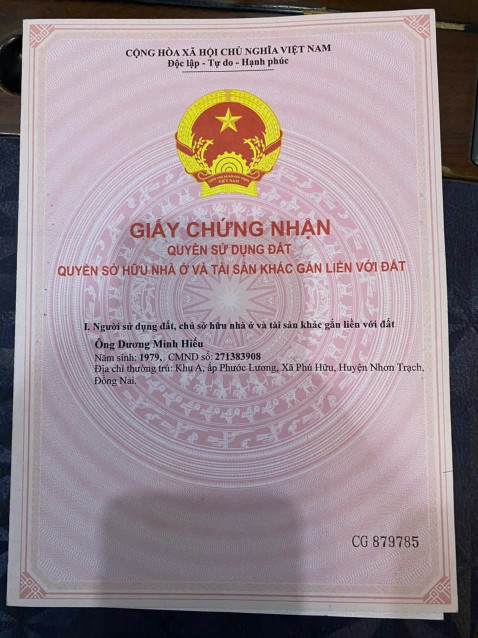 CỘNG HÒA XÃ HỘI CHỦ NGHĨA VIỆT NAM
Độc lập - Tự do - Hạnh phúc
VIỆT NAM
GIẤY CHỨNG NHẬN
QUYỀN SỬ DỤNG ĐẤT
QUYỀN SỞ HỮU NHÀ Ở VÀ TÀI SẢN KHÁC GẮN LIỀN VỚI ĐẤT
I. Người sử dụng đất, chủ sở hữu nhà ở và tài sản khác gắn liền với đất
Ông Dương Minh Hiếu
Năm sinh: 1979, CMND số: 271383908
Địa chỉ thường trú: Khu A, ấp Phước Lương, Xã Phú Hữu, Huyện Nhơn Trạch,
Đồng Nai.
CG 879785